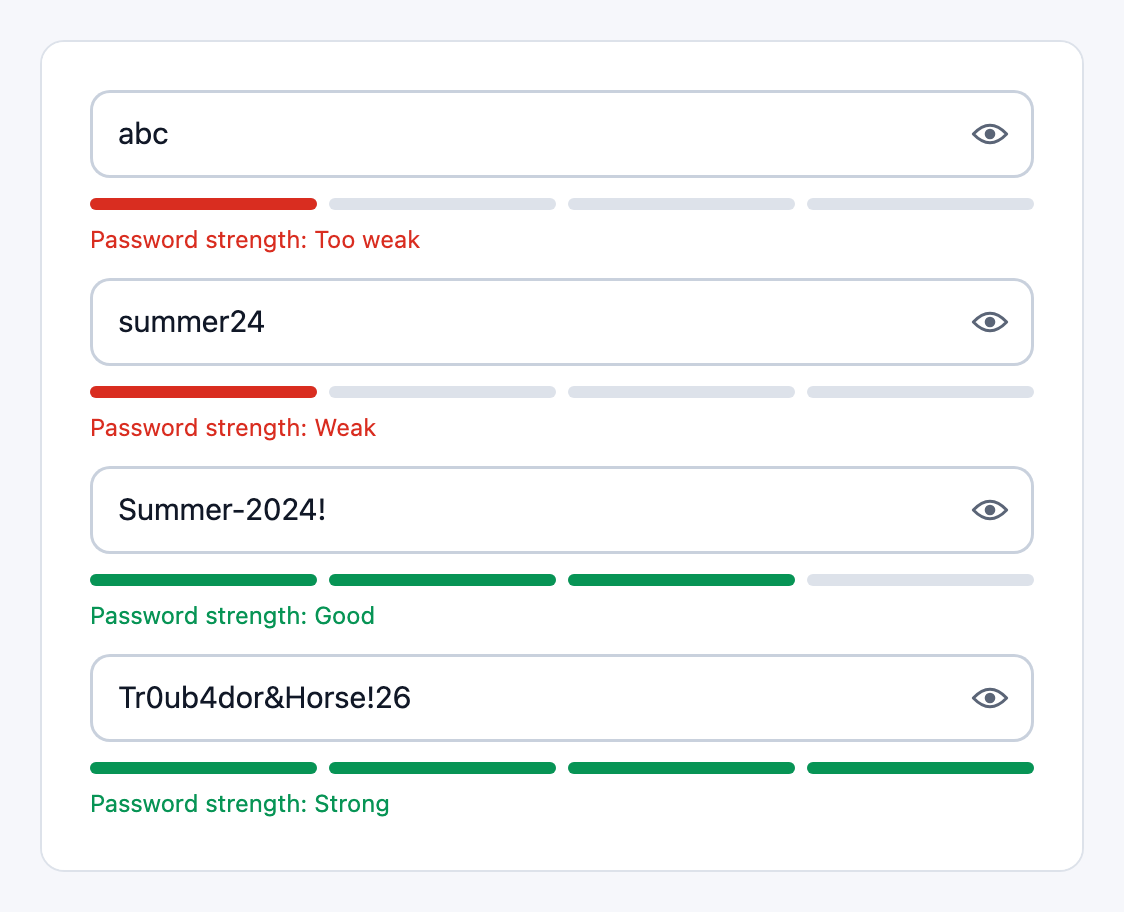 abc
Password strength: Too weak
summer24
Password strength: Weak
Summer-2024!
Password strength: Good
Tr0ub4dor&Horse!26
Password strength: Strong